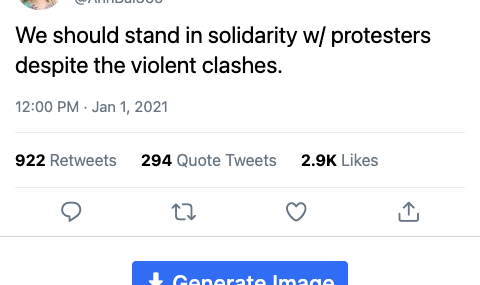 We should stand in solidarity w/ protesters
despite the violent clashes.
12:00 PM · Jan 1, 2021
922 Retweets 294 Quote Tweets 2.9K Likes
Generate Image